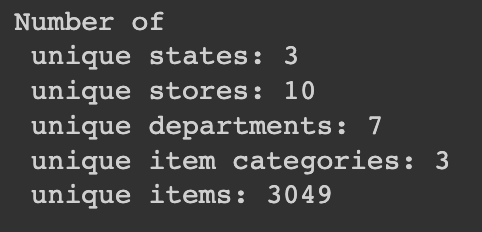 Number of
unique states: 3
unique stores: 10
unique departments: 7
unique item categories: 3
unique items: 3049